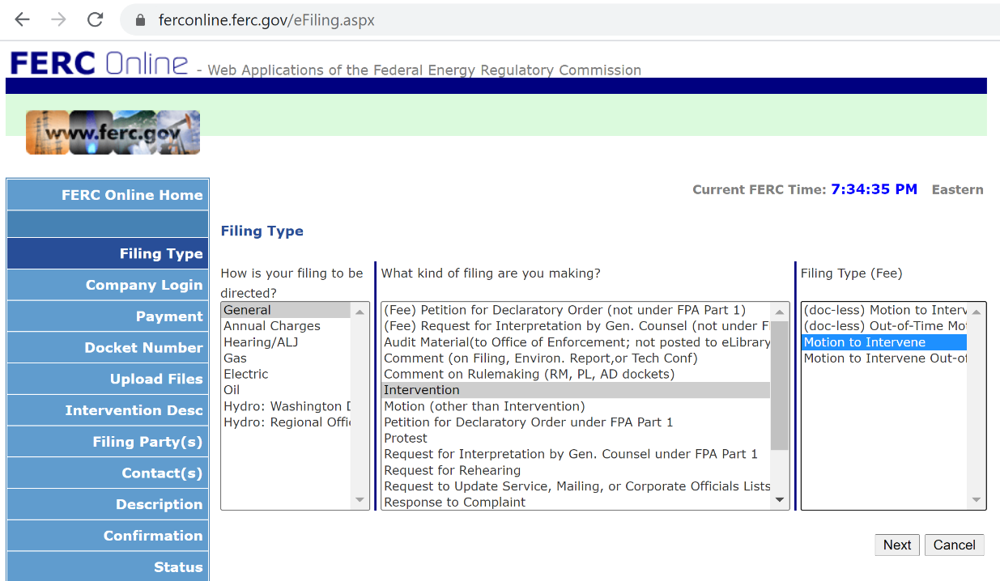 ferconline.ferc.gov/eFiling.aspx
FERC Online - Web Applications of the Federal Energy Regulatory Commission
www.ferc.gov
FERC Online Home
Filing Type
Company Login
Payment
Docket Number
Upload Files
Intervention Desc
Filing Party(s)
Contact(s)
Description
Confirmation
Status
Current FERC Time: 7:34:35 PM Eastern
Filing Type
How is your filing to be
directed?
General
Annual Charges
Hearing/ALJ
Gas
Electric
Oil
Hydro: Washington D
Hydro: Regional Offi
What kind of filing are you making?
(Fee) Petition for Declaratory Order (not under FPA Part 1)
(Fee) Request for Interpretation by Gen. Counsel (not under F
Audit Material(to Office of Enforcement; not posted to eLibrary
Comment (on Filing, Environ. Report,or Tech Conf)
Comment on Rulemaking (RM, PL, AD dockets)
Intervention
Motion (other than Intervention)
Petition for Declaratory Order under FPA Part 1
Protest
Request for Interpretation by Gen. Counsel under FPA Part 1
Request for Rehearing
Request to Update Service, Mailing, or Corporate Officials Lists
Response to Complaint
Filing Type (Fee)
(doc-less) Motion to Interv
(doc-less) Out-of-Time Mo
Motion to Intervene
Motion to Intervene Out-of
Next Cancel